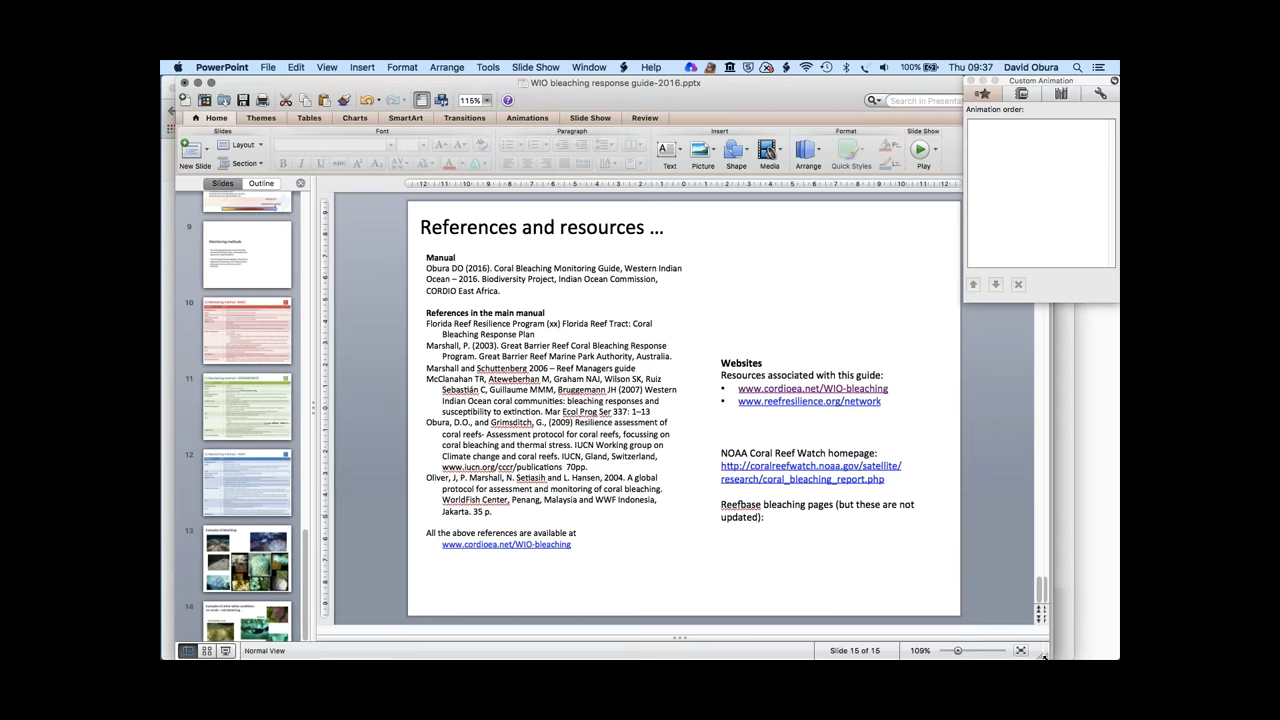 PowerPoint File Edit View Insert Format Arrange Tools Slide Show Window Help 100% Thu 09:37 David Obura
WIO bleaching response guide-2016.pptx
Custom Animation
115% Search In Presenta
Home Themes Tables Charts SmartArt Transitions Animations Slide Show Review
Animation order:
Slides Font Paragraph Insert Format Slide Show
Layout
Section
New Slide Text Picture Shape Media Arrange Quick Styles Play
Slides Outline
9
Monitoring methods
10
11
12
13
Examples of bleaching
14
References and resources ...
Manual
Obura DO (2016). Coral Bleaching Monitoring Guide, Western Indian
Ocean – 2016. Biodiversity Project, Indian Ocean Commission,
CORDIO East Africa.
References in the main manual
Florida Reef Resilience Program (xx) Florida Reef Tract: Coral
Bleaching Response Plan
Marshall, P. (2003). Great Barrier Reef Coral Bleaching Response
Program. Great Barrier Reef Marine Park Authority, Australia.
Marshall and Schuttenberg 2006 – Reef Managers guide
McClanahan TR, Ateweberhan M, Graham NAJ, Wilson SK, Ruiz
Sebastián C, Guillaume MMM, Bruggemann JH (2007) Western
Indian Ocean coral communities: bleaching responses and
susceptibility to extinction. Mar Ecol Prog Ser 337: 1–13
Obura, D.O., and Grimsditch, G., (2009) Resilience assessment of
coral reefs- Assessment protocol for coral reefs, focussing on
coral bleaching and thermal stress. IUCN Working group on
Climate change and coral reefs. IUCN, Gland, Switzerland,
www.iucn.org/cccr/publications 70pp.
Oliver, J, P. Marshall, N. Setiasih and L. Hansen, 2004. A global
protocol for assessment and monitoring of coral bleaching.
WorldFish Center, Penang, Malaysia and WWF Indonesia,
Jakarta. 35 p.
All the above references are available at
www.cordioea.net/WIO-bleaching
Websites
Resources associated with this guide:
• www.cordioea.net/WIO-bleaching
• www.reefresilience.org/network
NOAA Coral Reef Watch homepage:
http://coralreefwatch.noaa.gov/satellite/
research/coral_bleaching_report.php
Reefbase bleaching pages (but these are not
updated):
Normal View Slide 15 of 15 109%